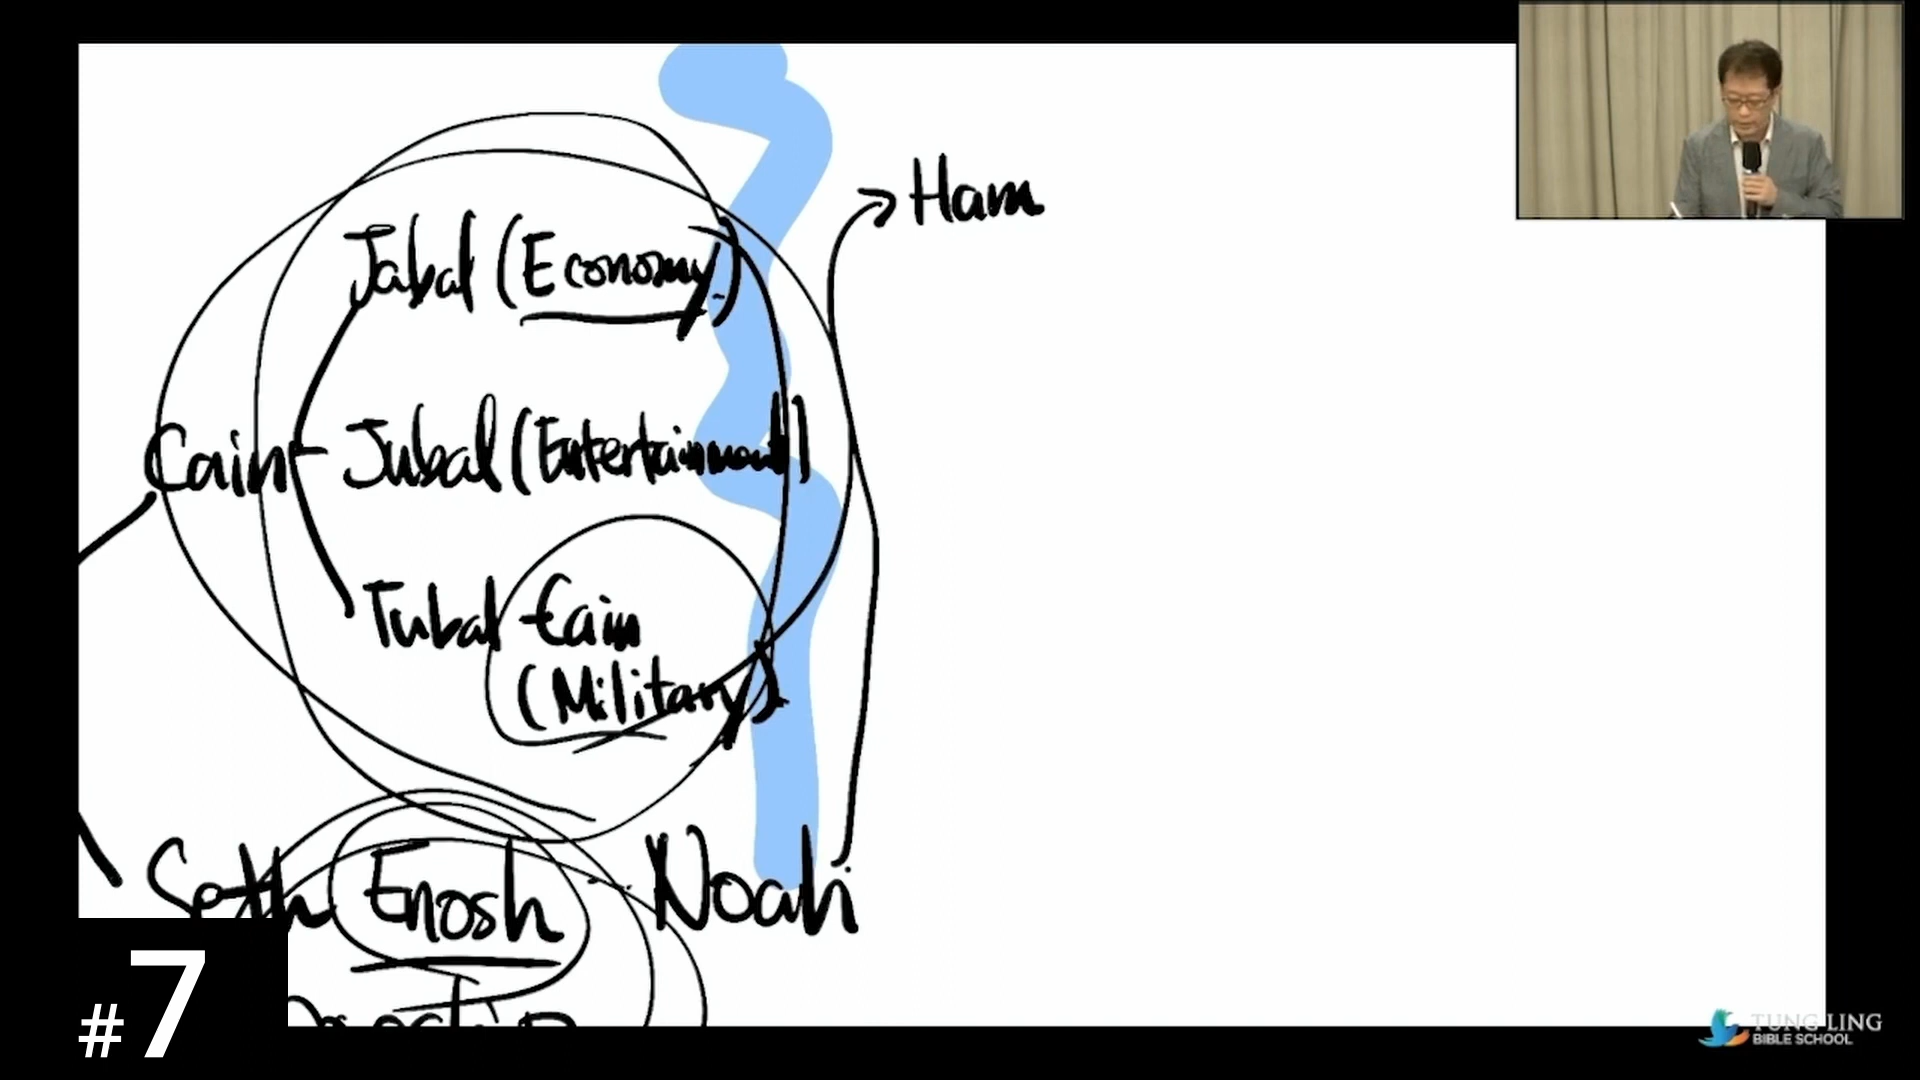 Ham
Jabal (Economy)
Cain - Jubal (Entertainment)
Tubal Cain
(Military)
Seth Enosh Noah
#7
TUNG LING
BIBLE SCHOOL